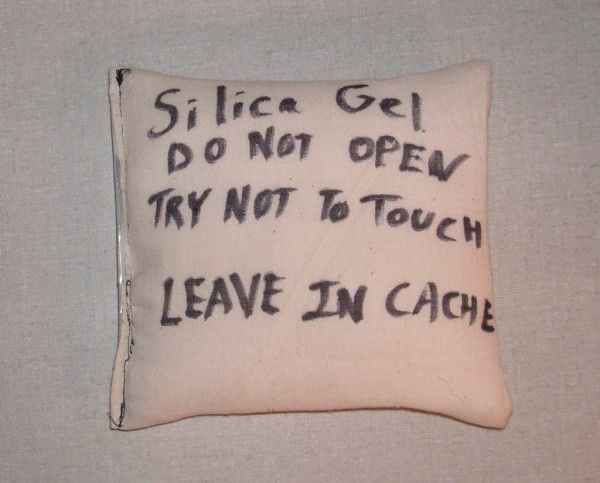 Silica Gel
DO NOT OPEN
TRY NOT TO TOUCH
LEAVE IN CACHE